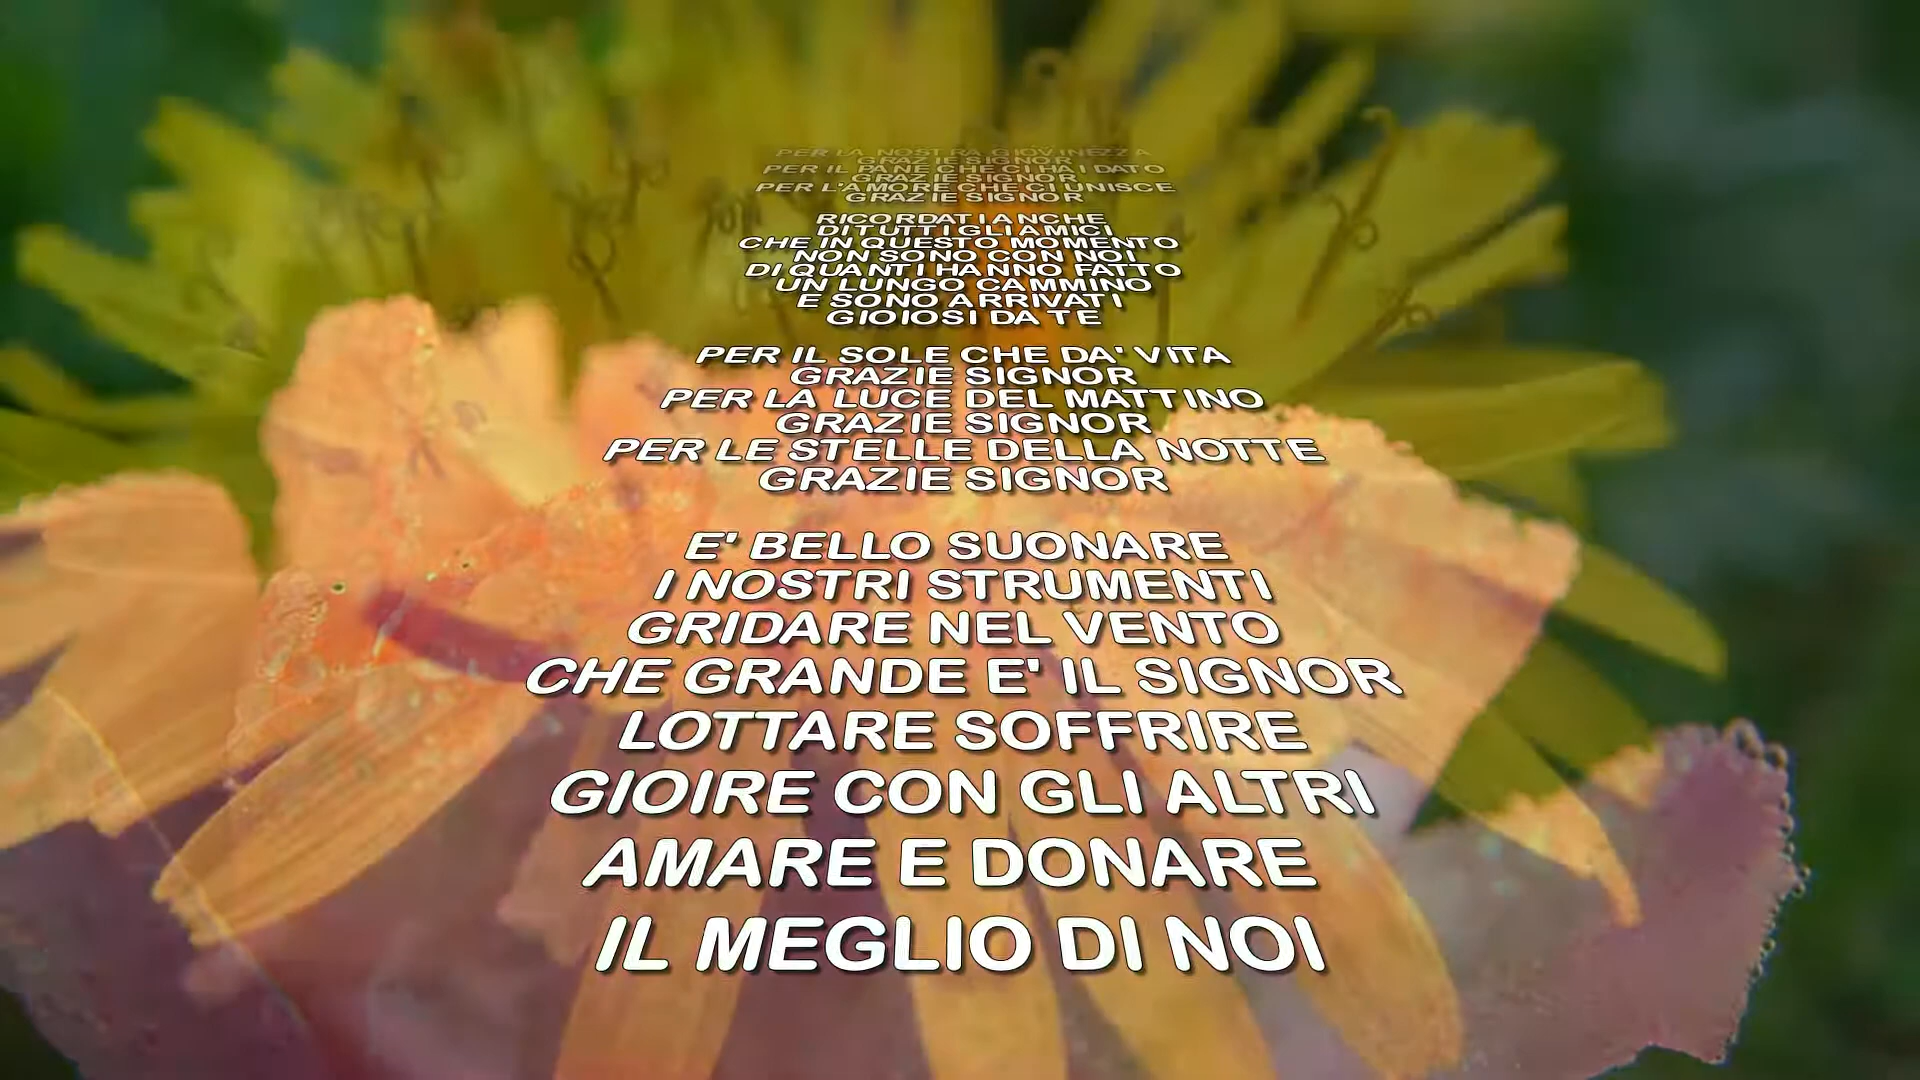 PER LA NOSTRA GIOVINEZZA
GRAZIE SIGNOR
PER IL PANE CHE CI HAI DATO
GRAZIE SIGNOR
PER L'AMORE CHE CI UNISCE
GRAZIE SIGNOR
RICORDATI ANCHE
DI TUTTI GLI AMICI
CHE IN QUESTO MOMENTO
NON SONO CON NOI
DI QUANTI HANNO FATTO
UN LUNGO CAMMINO
E SONO ARRIVATI
GIOIOSI DA TE
PER IL SOLE CHE DA' VITA
GRAZIE SIGNOR
PER LA LUCE DEL MATTINO
GRAZIE SIGNOR
PER LE STELLE DELLA NOTTE
GRAZIE SIGNOR
E' BELLO SUONARE
I NOSTRI STRUMENTI
GRIDARE NEL VENTO
CHE GRANDE E' IL SIGNOR
LOTTARE SOFFRIRE
GIOIRE CON GLI ALTRI
AMARE E DONARE
IL MEGLIO DI NOI